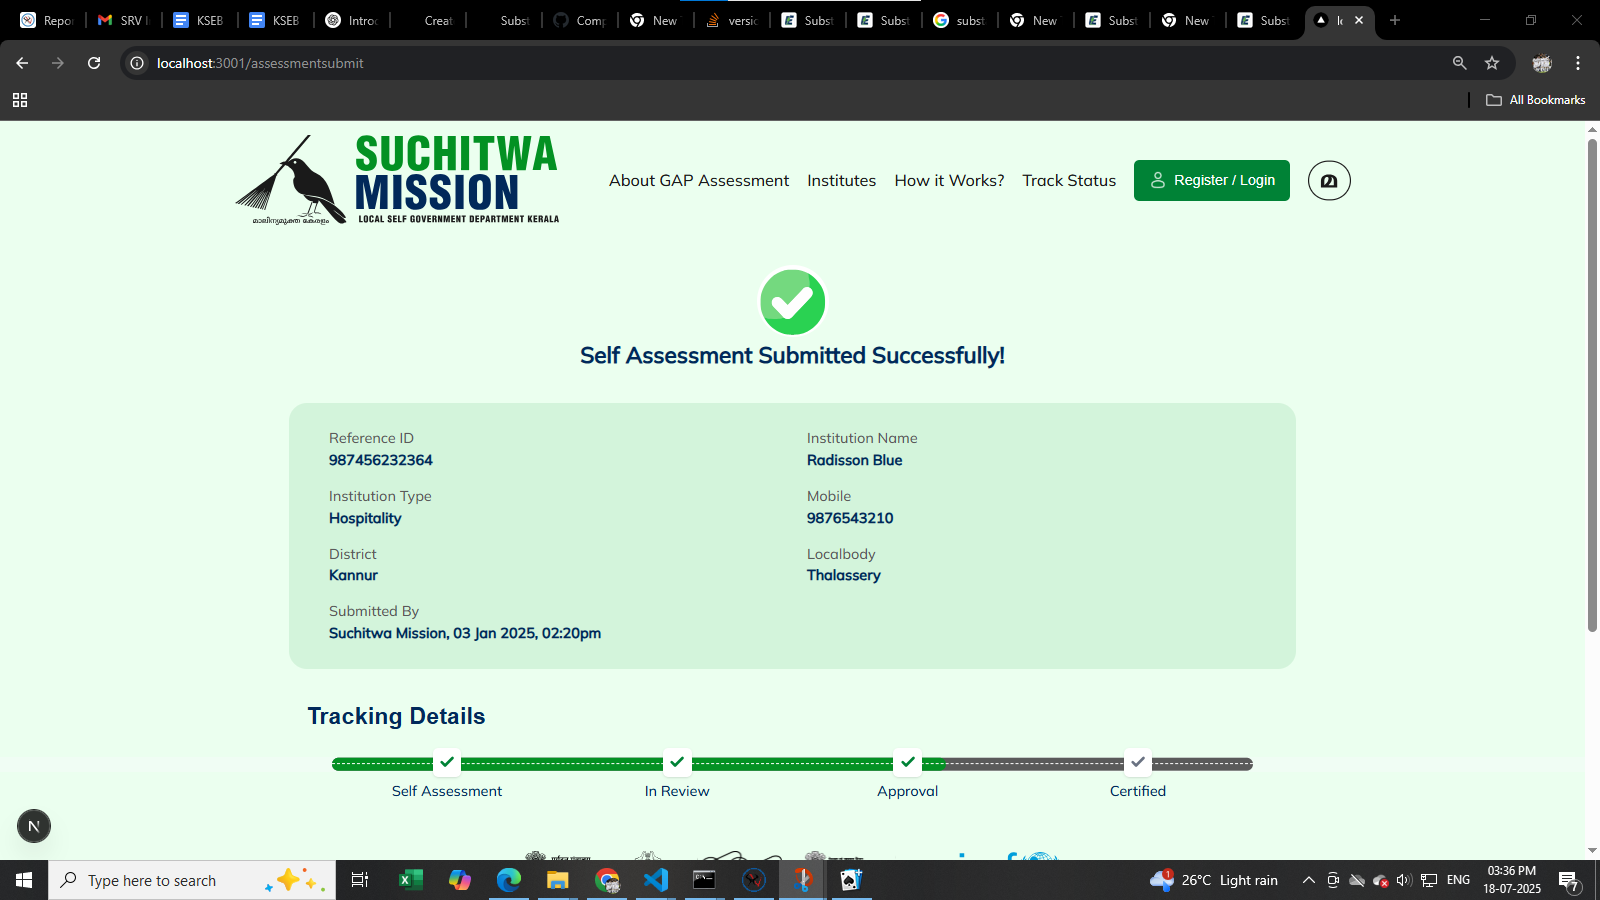 Repo
SRV I
KSEB
KSEB
Introd
Creat
Subst
Comp
New
versio
Subst
Subst
subst
New
Subst
New
Subst
localhost:3001/assessmentsubmit
All Bookmarks
SUCHITWA
MISSION
LOCAL SELF GOVERNMENT DEPARTMENT KERALA
മാലിന്യമുക്ത കേരളം
About GAP Assessment
Institutes
How it Works?
Track Status
Register / Login
മ
Self Assessment Submitted Successfully!
Reference ID
987456232364
Institution Name
Radisson Blue
Institution Type
Hospitality
Mobile
9876543210
District
Kannur
Localbody
Thalassery
Submitted By
Suchitwa Mission, 03 Jan 2025, 02:20pm
Tracking Details
Self Assessment
In Review
Approval
Certified
N
Type here to search
1
26°C Light rain
ENG
03:36 PM
18-07-2025
7